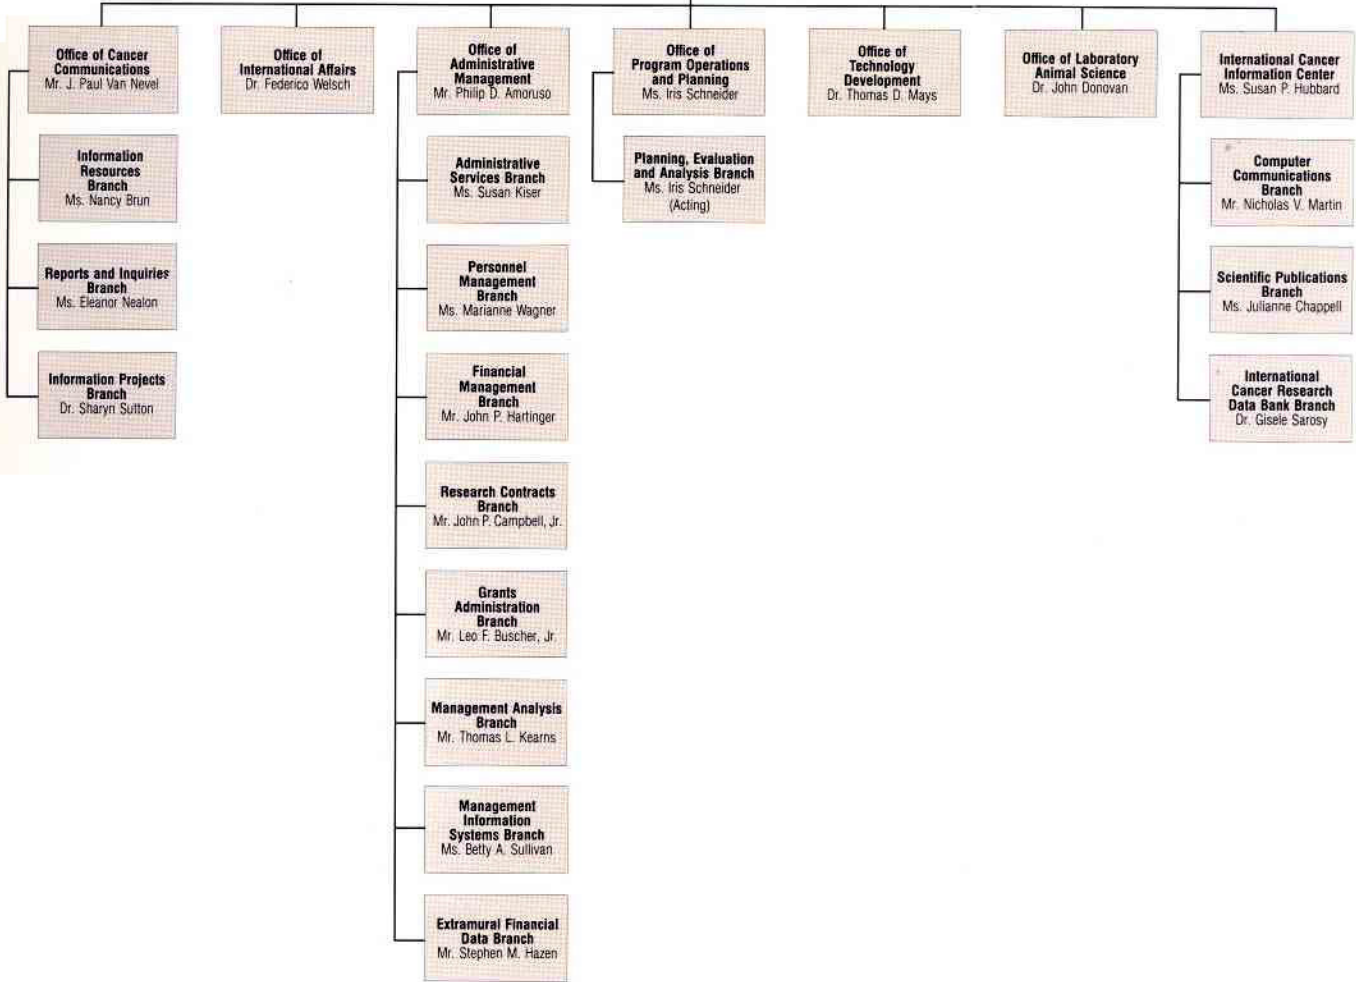 Office of Cancer
Communications
Mr. J. Paul Van Nevel
Information
Resources
Branch
Ms. Nancy Brun
Reports and Inquiries
Branch
Ms. Eleanor Nealon
Information Projects
Branch
Dr. Sharyn Sutton
Office of
International Affairs
Dr. Federico Welsch
Office of
Administrative
Management
Mr. Philip D. Amoruso
Administrative
Services Branch
Ms. Susan Kiser
Personnel
Management
Branch
Ms. Marianne Wagner
Financial
Management
Branch
Mr. John P. Hartinger
Research Contracts
Branch
Mr. John P. Campbell, Jr.
Grants
Administration
Branch
Mr. Leo F. Buscher, Jr.
Management Analysis
Branch
Mr. Thomas L. Kearns
Management
Information
Systems Branch
Ms. Betty A. Sullivan
Extramural Financial
Data Branch
Mr. Stephen M. Hazen
Office of
Program Operations
and Planning
Ms. Iris Schneider
Planning, Evaluation
and Analysis Branch
Ms. Iris Schneider
(Acting)
Office of
Technology
Development
Dr. Thomas D. Mays
Office of Laboratory
Animal Science
Dr. John Donovan
International Cancer
Information Center
Ms. Susan P. Hubbard
Computer
Communications
Branch
Mr. Nicholas V. Martin
Scientific Publications
Branch
Ms. Julianne Chappell
International
Cancer Research
Data Bank Branch
Dr. Gisele Sarosy